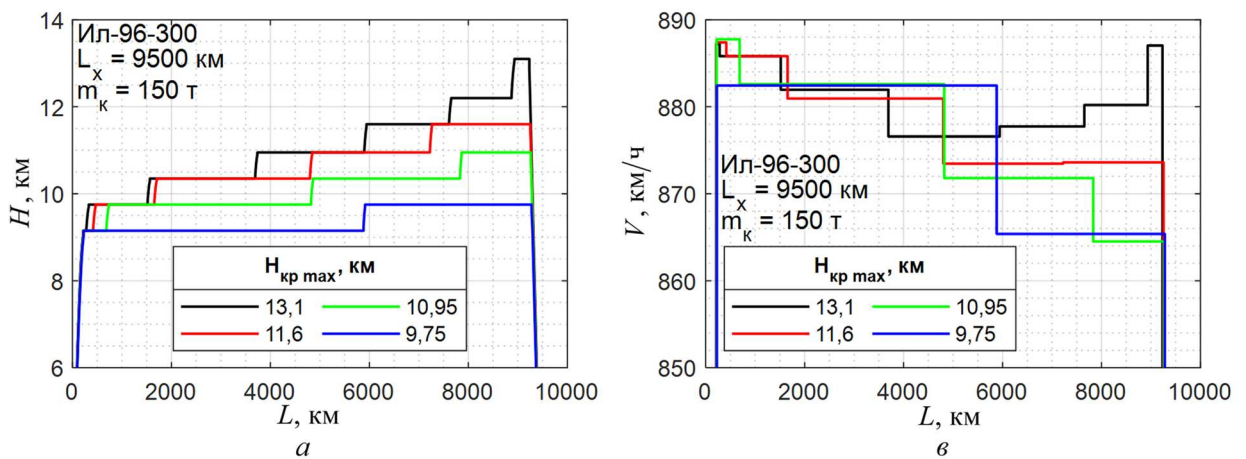 14
12
10
8
6
H, км
Ил-96-300
Lх = 9500 км
mк = 150 т
Hкр max, км
13,1 10,95
11,6 9,75
0 2000 4000 6000 8000 10000
L, км
а
890
880
870
860
850
V, км/ч
Ил-96-300
Lх = 9500 км
mк = 150 т
Hкр max, км
13,1 10,95
11,6 9,75
0 2000 4000 6000 8000 10000
L, км
в